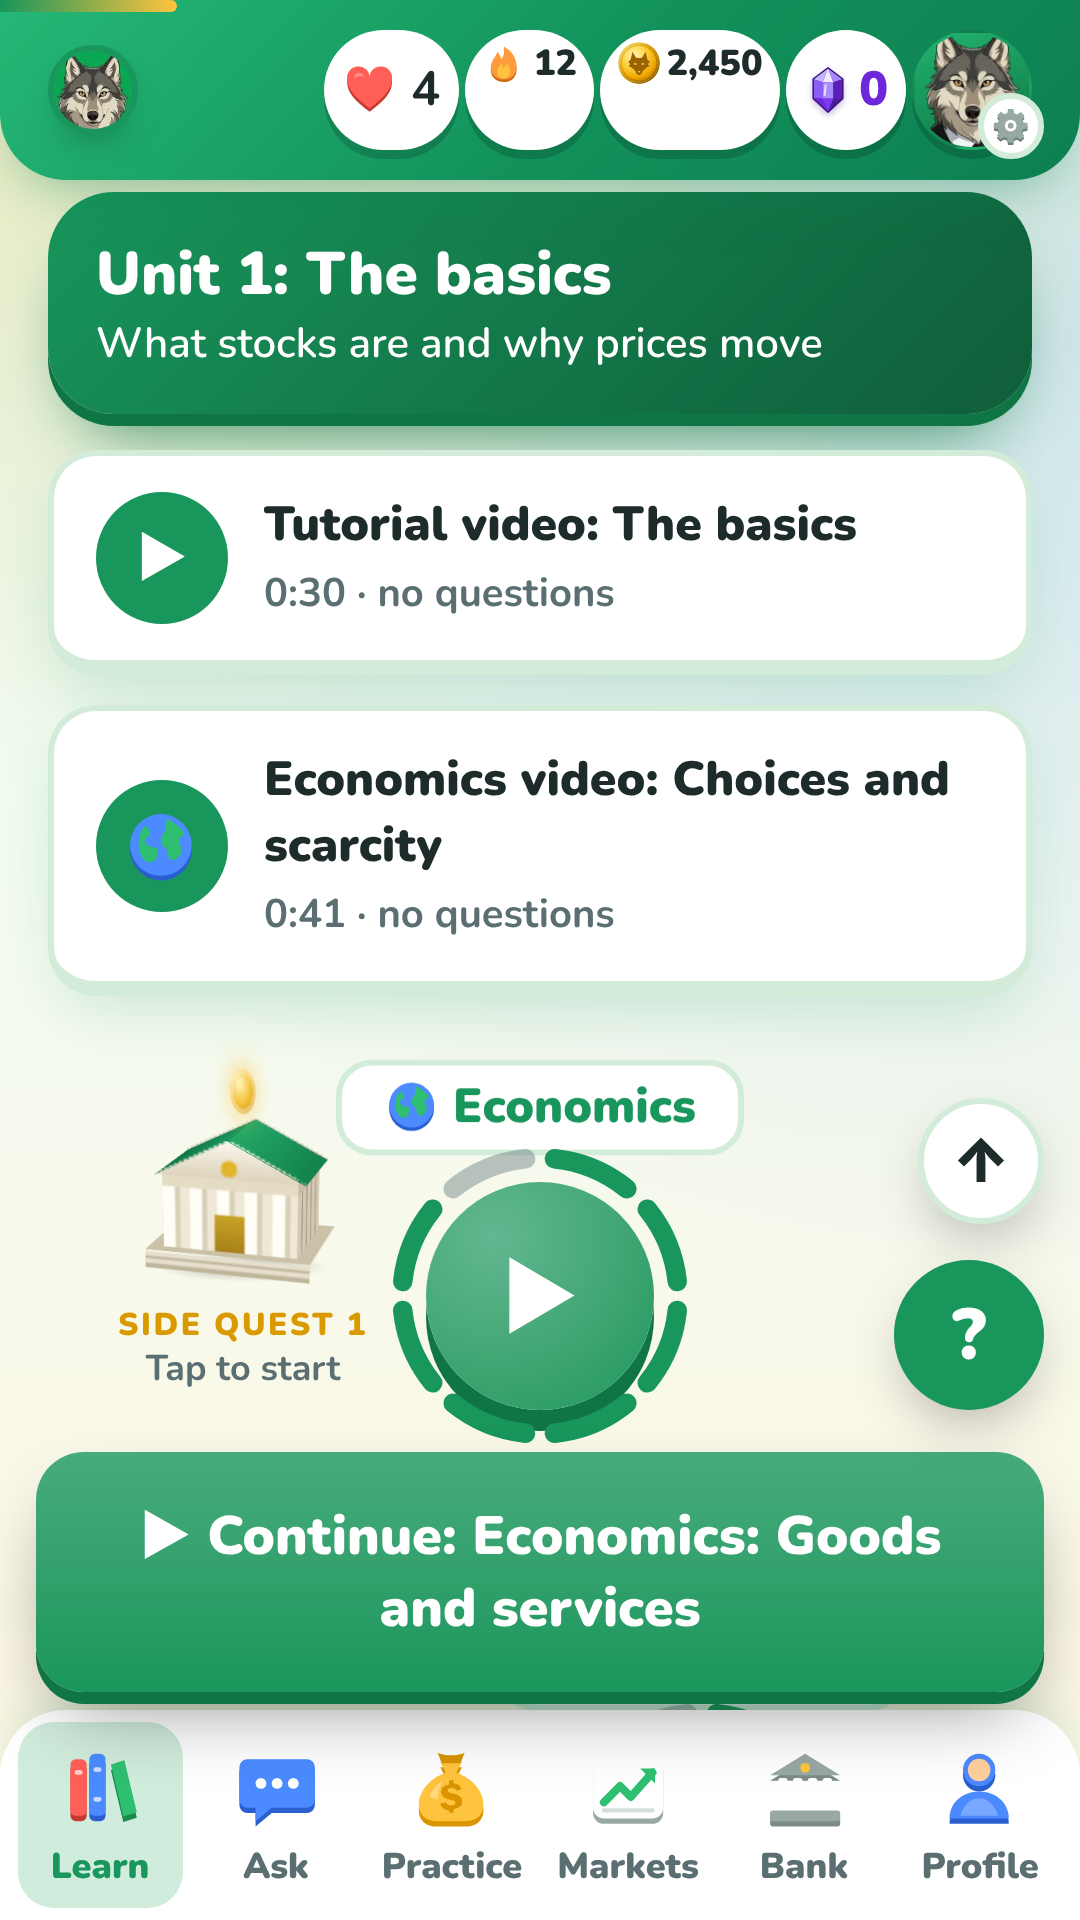 4
12
2,450
0
Unit 1: The basics
What stocks are and why prices move
Tutorial video: The basics
0:30 · no questions
Economics video: Choices and
scarcity
0:41 · no questions
Economics
SIDE QUEST 1
Tap to start
?
Continue: Economics: Goods
and services
Learn
Ask
Practice
Markets
Bank
Profile